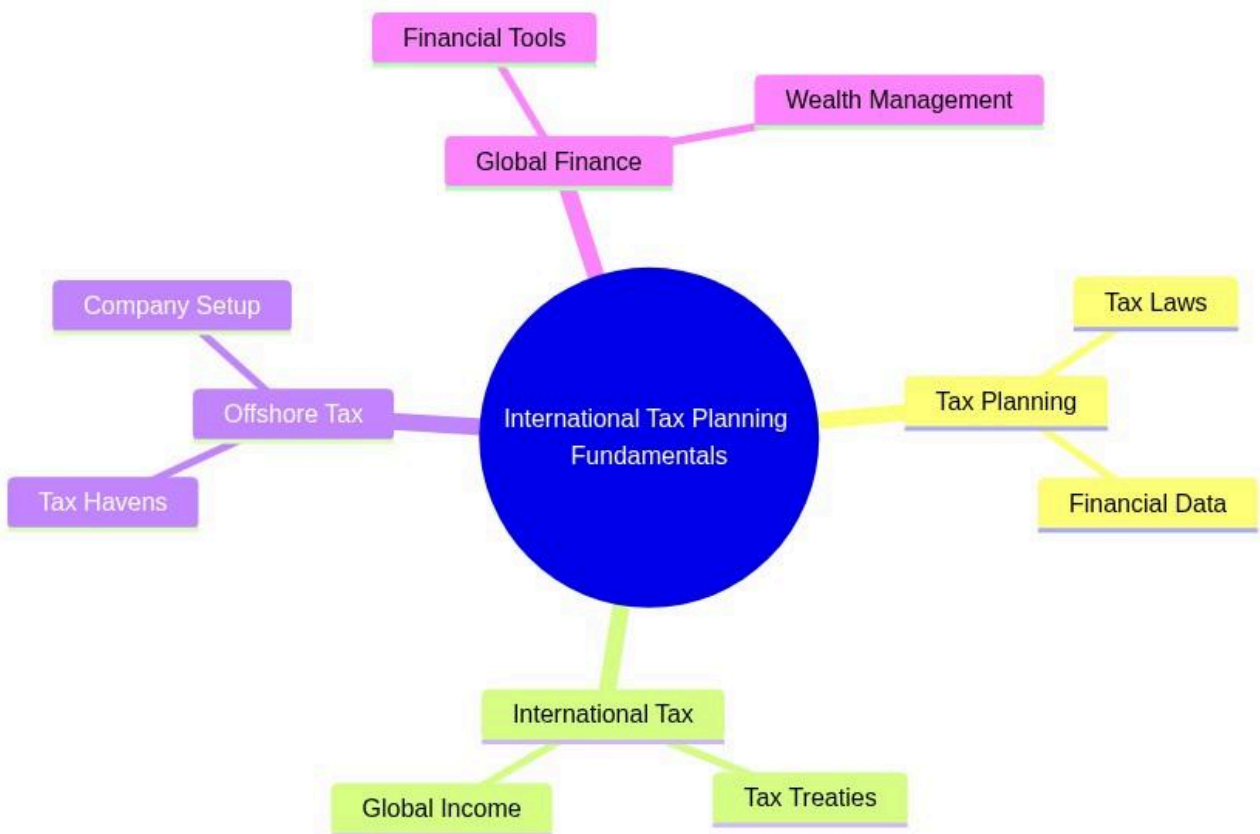 Financial Tools
Wealth Management
Global Finance
Company Setup
Tax Laws
Offshore Tax
Tax Planning
International Tax Planning
Fundamentals
Tax Havens
Financial Data
International Tax
Global Income
Tax Treaties